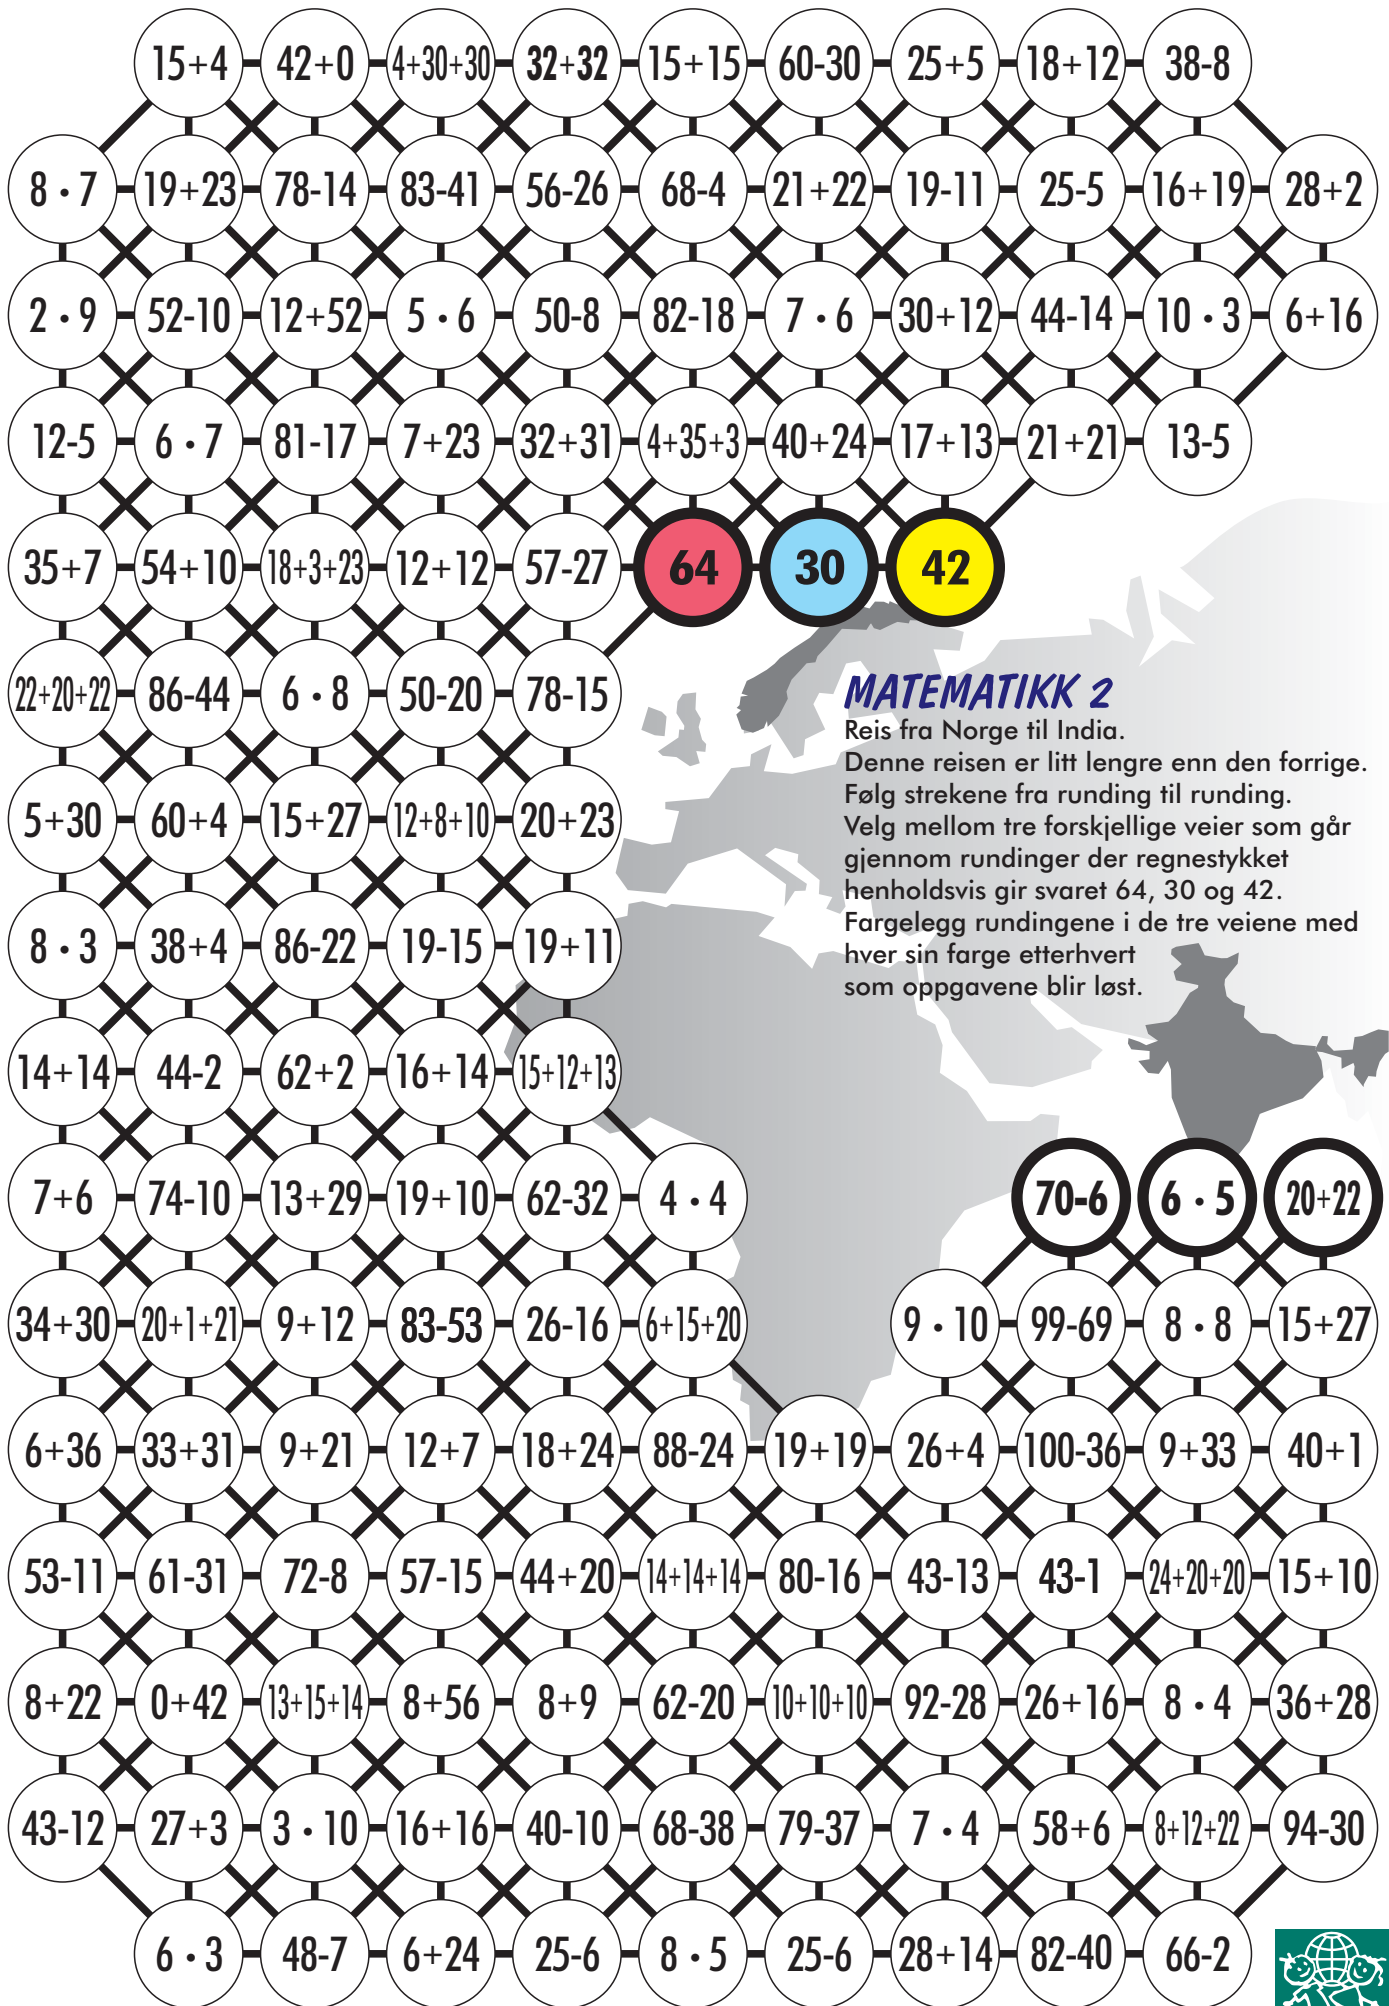 15+4 42+0 4+30+30 32+32 15+15 60-30 25+5 18+12 38-8
8 · 7 19+23 78-14 83-41 56-26 68-4 21+22 19-11 25-5 16+19 28+2
2 · 9 52-10 12+52 5 · 6 50-8 82-18 7 · 6 30+12 44-14 10 · 3 6+16
12-5 6 · 7 81-17 7+23 32+31 4+35+3 40+24 17+13 21+21 13-5
35+7 54+10 18+3+23 12+12 57-27 64 30 42
22+20+22 86-44 6 · 8 50-20 78-15
MATEMATIKK 2
Reis fra Norge til India.
Denne reisen er litt lengre enn den forrige.
Følg strekene fra runding til runding.
Velg mellom tre forskjellige veier som går
gjennom rundinger der regnestykket
henholdsvis gir svaret 64, 30 og 42.
Fargelegg rundingene i de tre veiene med
hver sin farge etterhvert
som oppgavene blir løst.
5+30 60+4 15+27 12+8+10 20+23
8 · 3 38+4 86-22 19-15 19+11
14+14 44-2 62+2 16+14 15+12+13
7+6 74-10 13+29 19+10 62-32 4 · 4 70-6 6 · 5 20+22
34+30 20+1+21 9+12 83-53 26-16 6+15+20 9 · 10 99-69 8 · 8 15+27
6+36 33+31 9+21 12+7 18+24 88-24 19+19 26+4 100-36 9+33 40+1
53-11 61-31 72-8 57-15 44+20 14+14+14 80-16 43-13 43-1 24+20+20 15+10
8+22 0+42 13+15+14 8+56 8+9 62-20 10+10+10 92-28 26+16 8 · 4 36+28
43-12 27+3 3 · 10 16+16 40-10 68-38 79-37 7 · 4 58+6 8+12+22 94-30
6 · 3 48-7 6+24 25-6 8 · 5 25-6 28+14 82-40 66-2